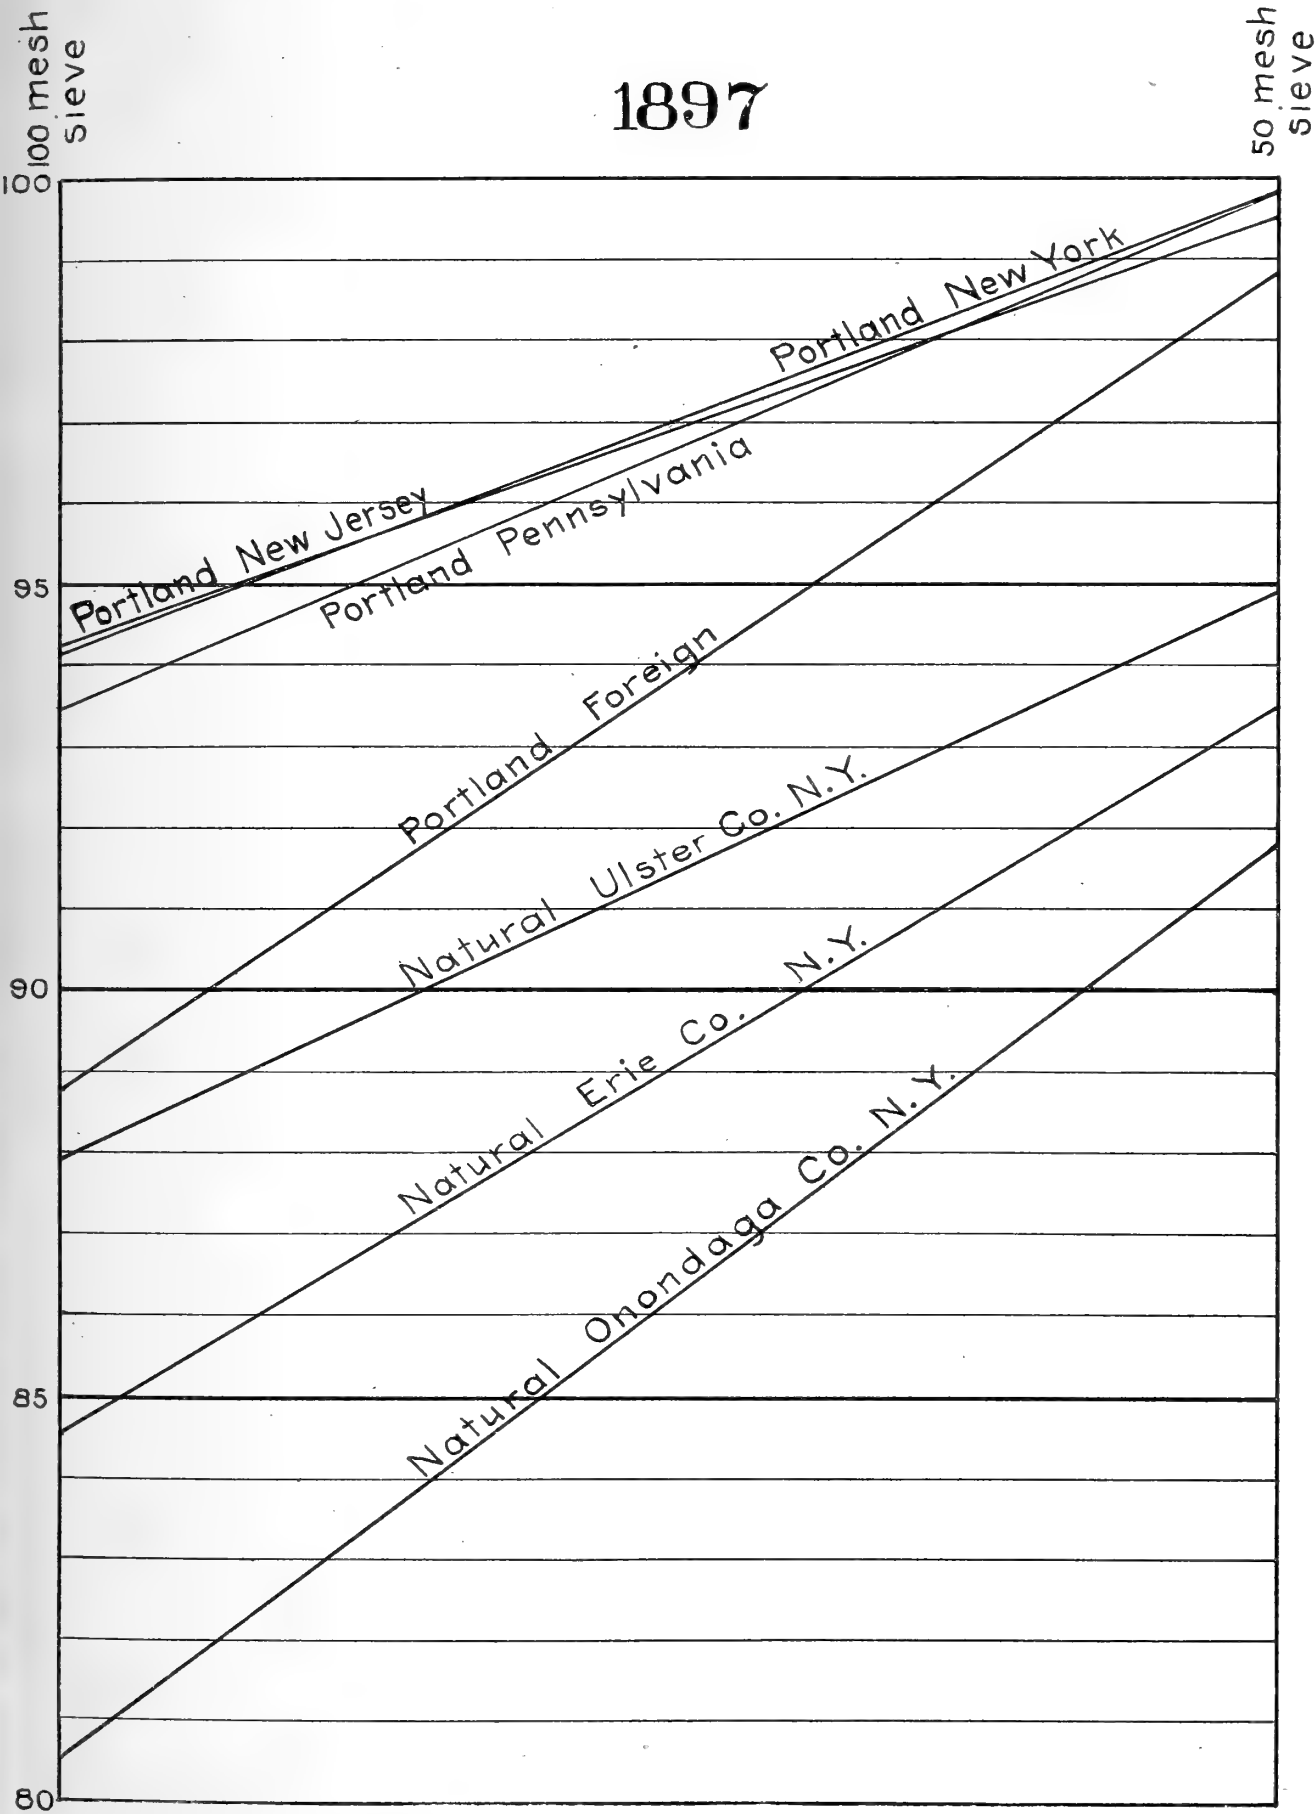 100 mesh
sieve
50 mesh
sieve
1897
100
Portland New York
Portland New Jersey
Portland Pennsylvania
95
Portland Foreign
Natural Ulster Co. N.Y.
90
Natural Erie Co. N.Y.
Natural Onondaga Co. N.Y.
85
80